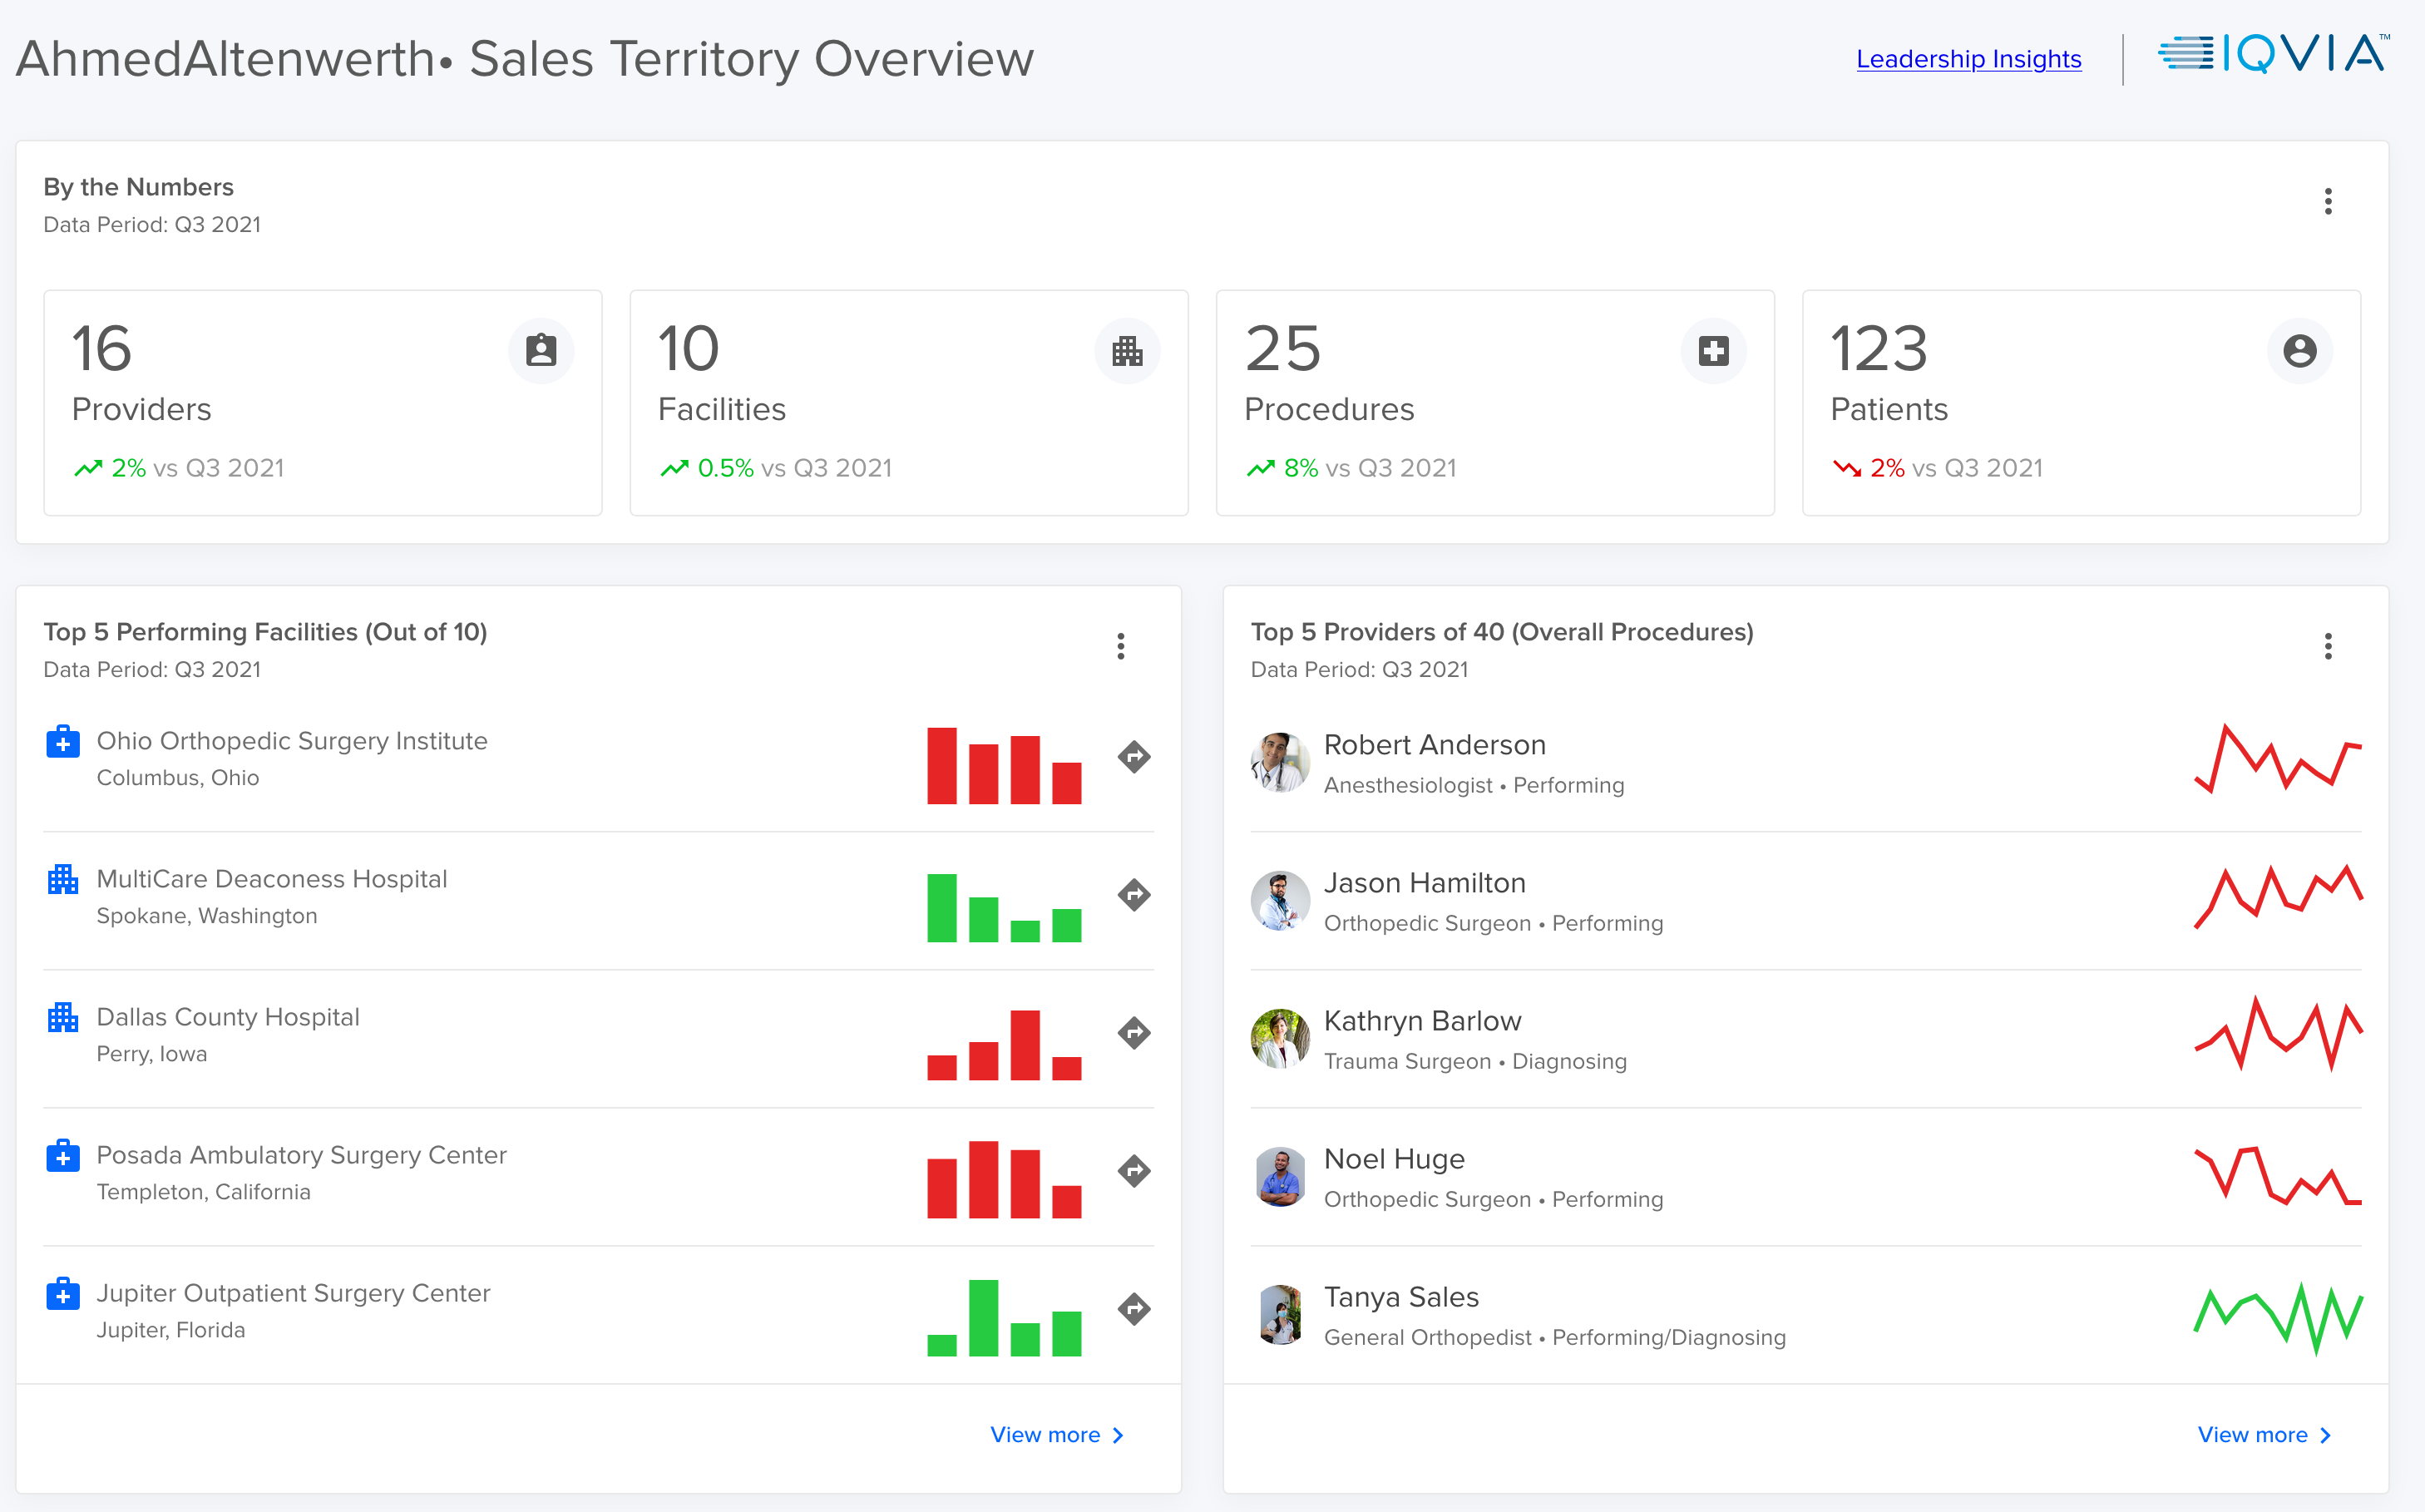 AhmedAltenwerth• Sales Territory Overview
Leadership Insights
IQVIA™
By the Numbers
Data Period: Q3 2021
16
Providers
2% vs Q3 2021
10
Facilities
0.5% vs Q3 2021
25
Procedures
8% vs Q3 2021
123
Patients
2% vs Q3 2021
Top 5 Performing Facilities (Out of 10)
Data Period: Q3 2021
Ohio Orthopedic Surgery Institute
Columbus, Ohio
MultiCare Deaconess Hospital
Spokane, Washington
Dallas County Hospital
Perry, Iowa
Posada Ambulatory Surgery Center
Templeton, California
Jupiter Outpatient Surgery Center
Jupiter, Florida
View more
Top 5 Providers of 40 (Overall Procedures)
Data Period: Q3 2021
Robert Anderson
Anesthesiologist • Performing
Jason Hamilton
Orthopedic Surgeon • Performing
Kathryn Barlow
Trauma Surgeon • Diagnosing
Noel Huge
Orthopedic Surgeon • Performing
Tanya Sales
General Orthopedist • Performing/Diagnosing
View more